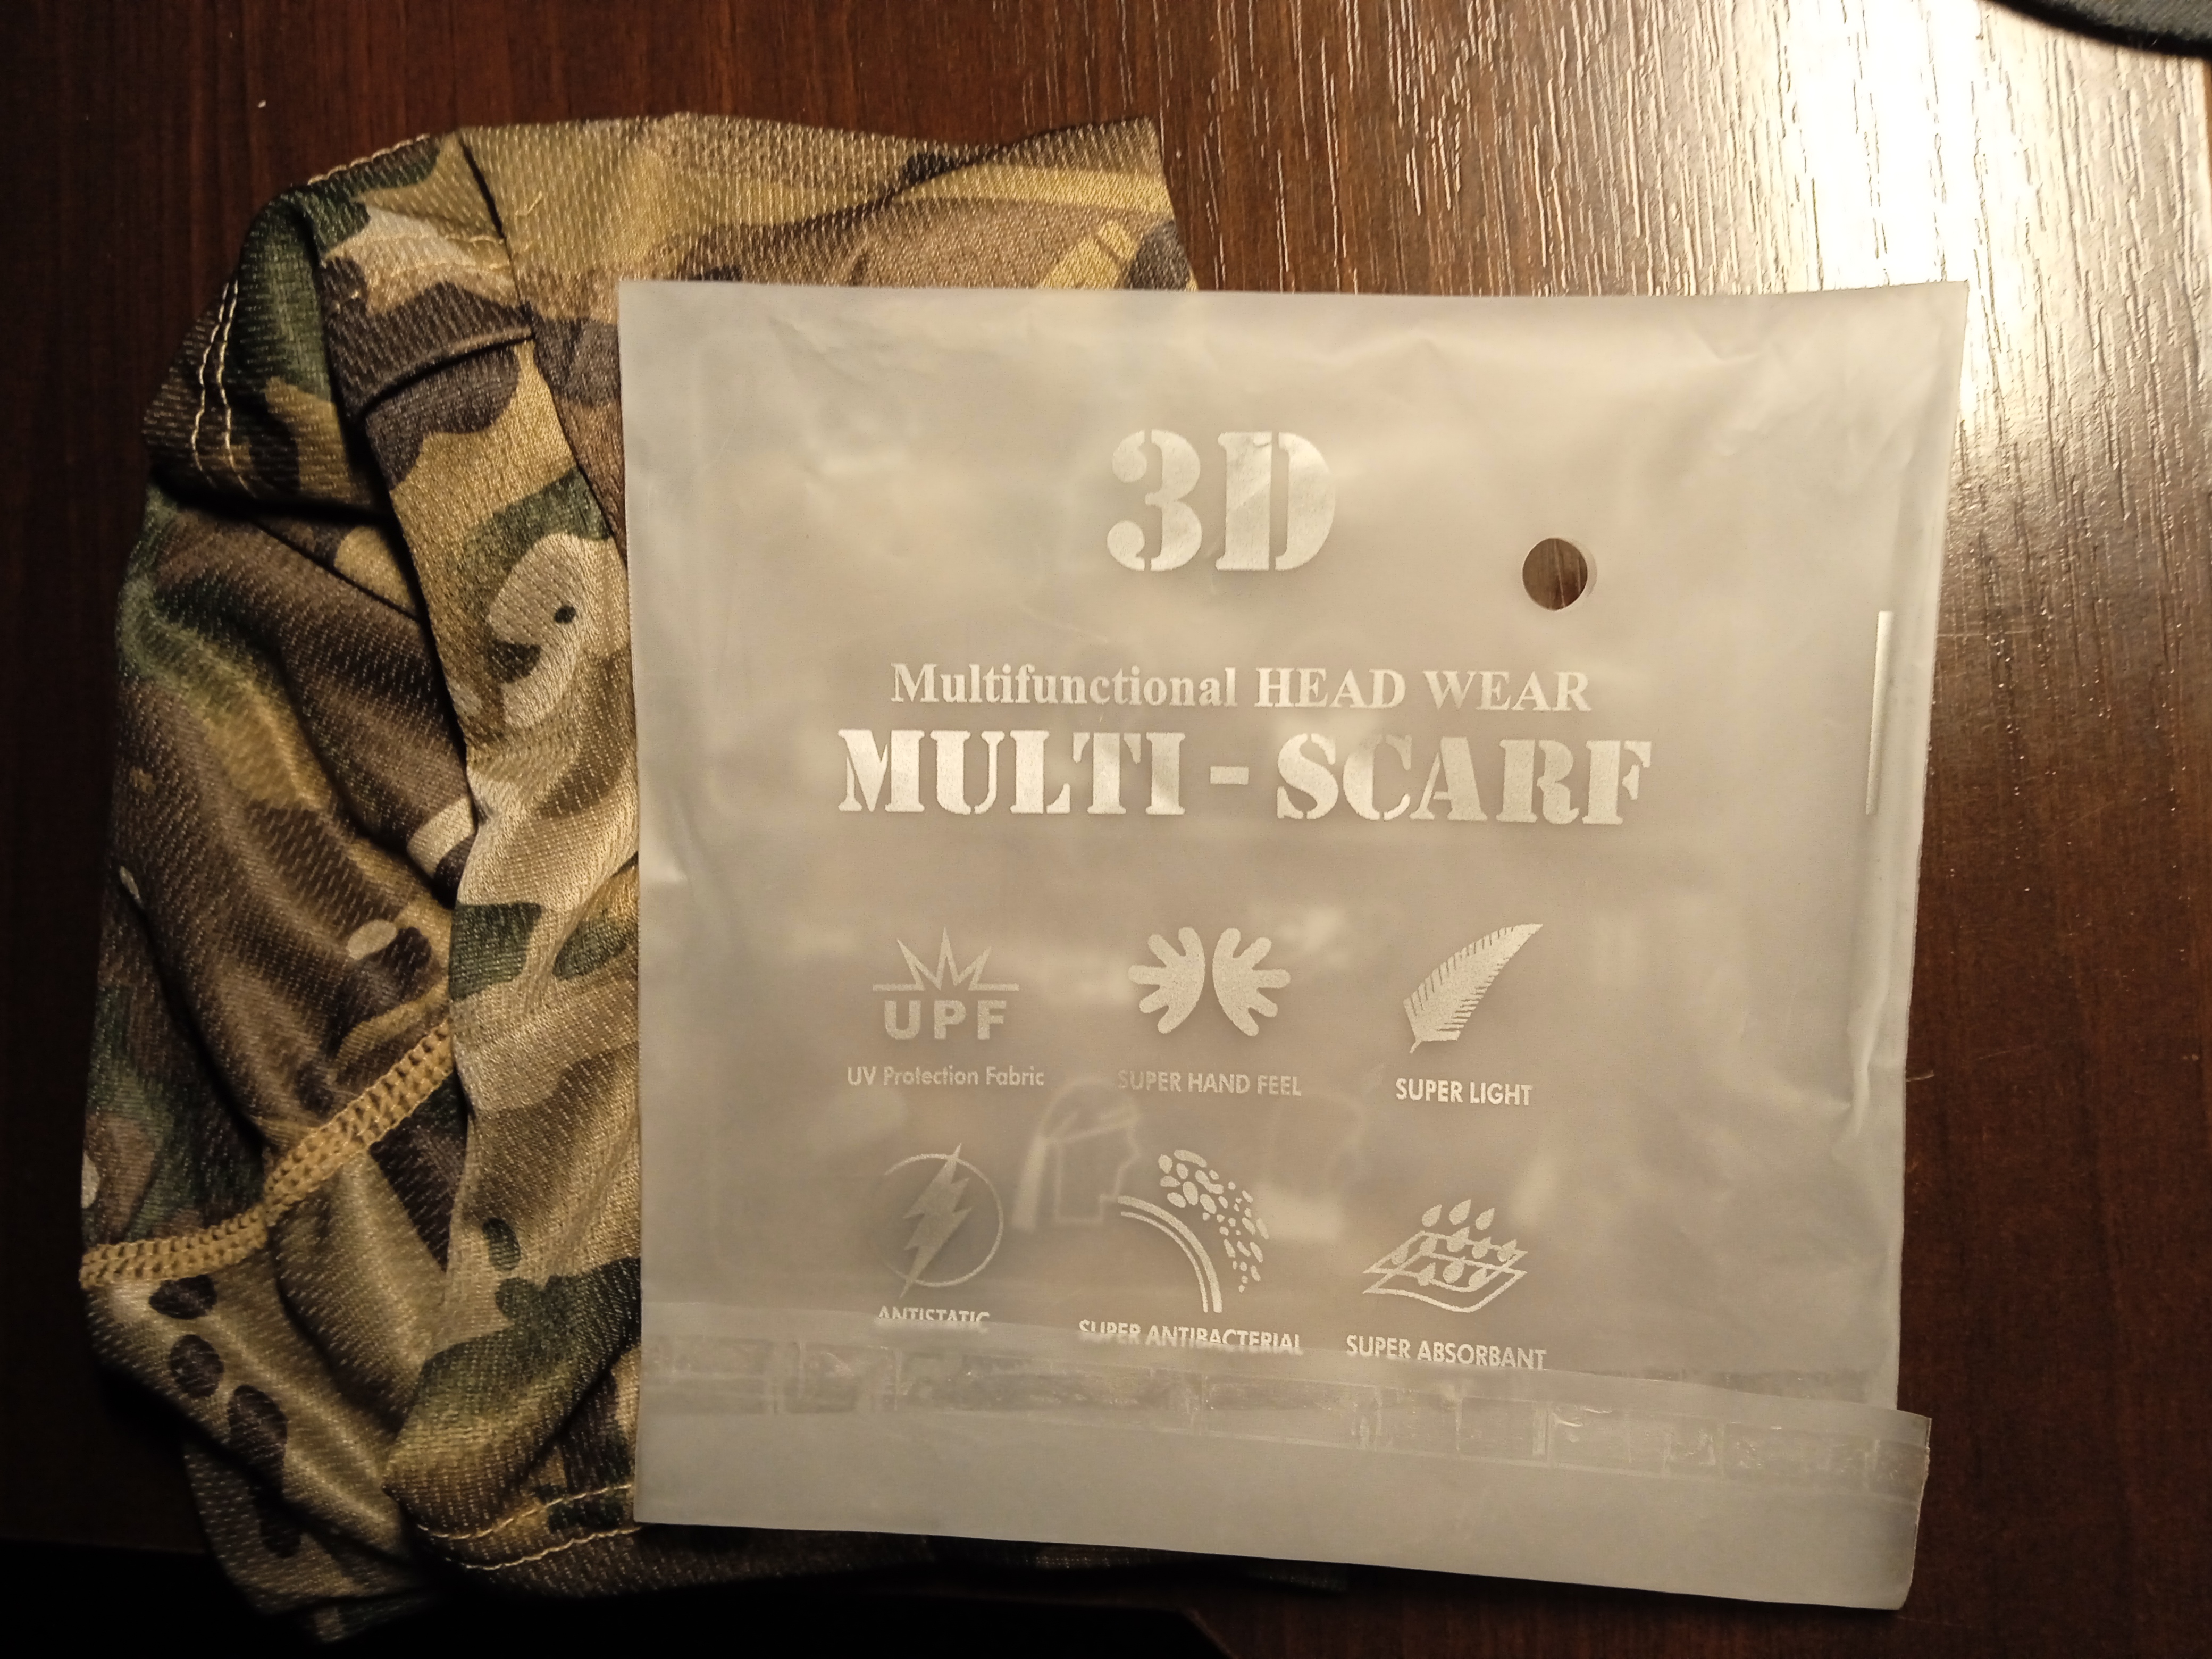 3D
Multifunctional HEAD WEAR
MULTI - SCARF
UPF
UV Protection Fabric
SUPER HAND FEEL
SUPER LIGHT
ANTISTATIC
SUPER ANTIBACTERIAL
SUPER ABSORBANT